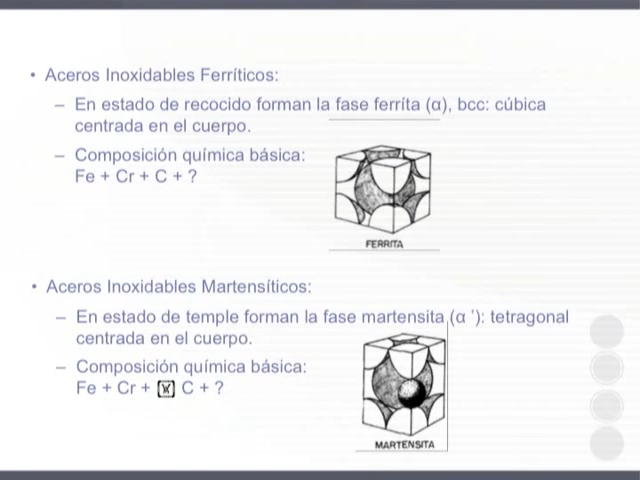 • Aceros Inoxidables Ferríticos:
– En estado de recocido forman la fase ferríta (α), bcc: cúbica
centrada en el cuerpo.
– Composición química básica:
Fe + Cr + C + ?
FERRITA
• Aceros Inoxidables Martensíticos:
– En estado de temple forman la fase martensita (α '): tetragonal
centrada en el cuerpo.
– Composición química básica:
Fe + Cr + C + ?
MARTENSITA